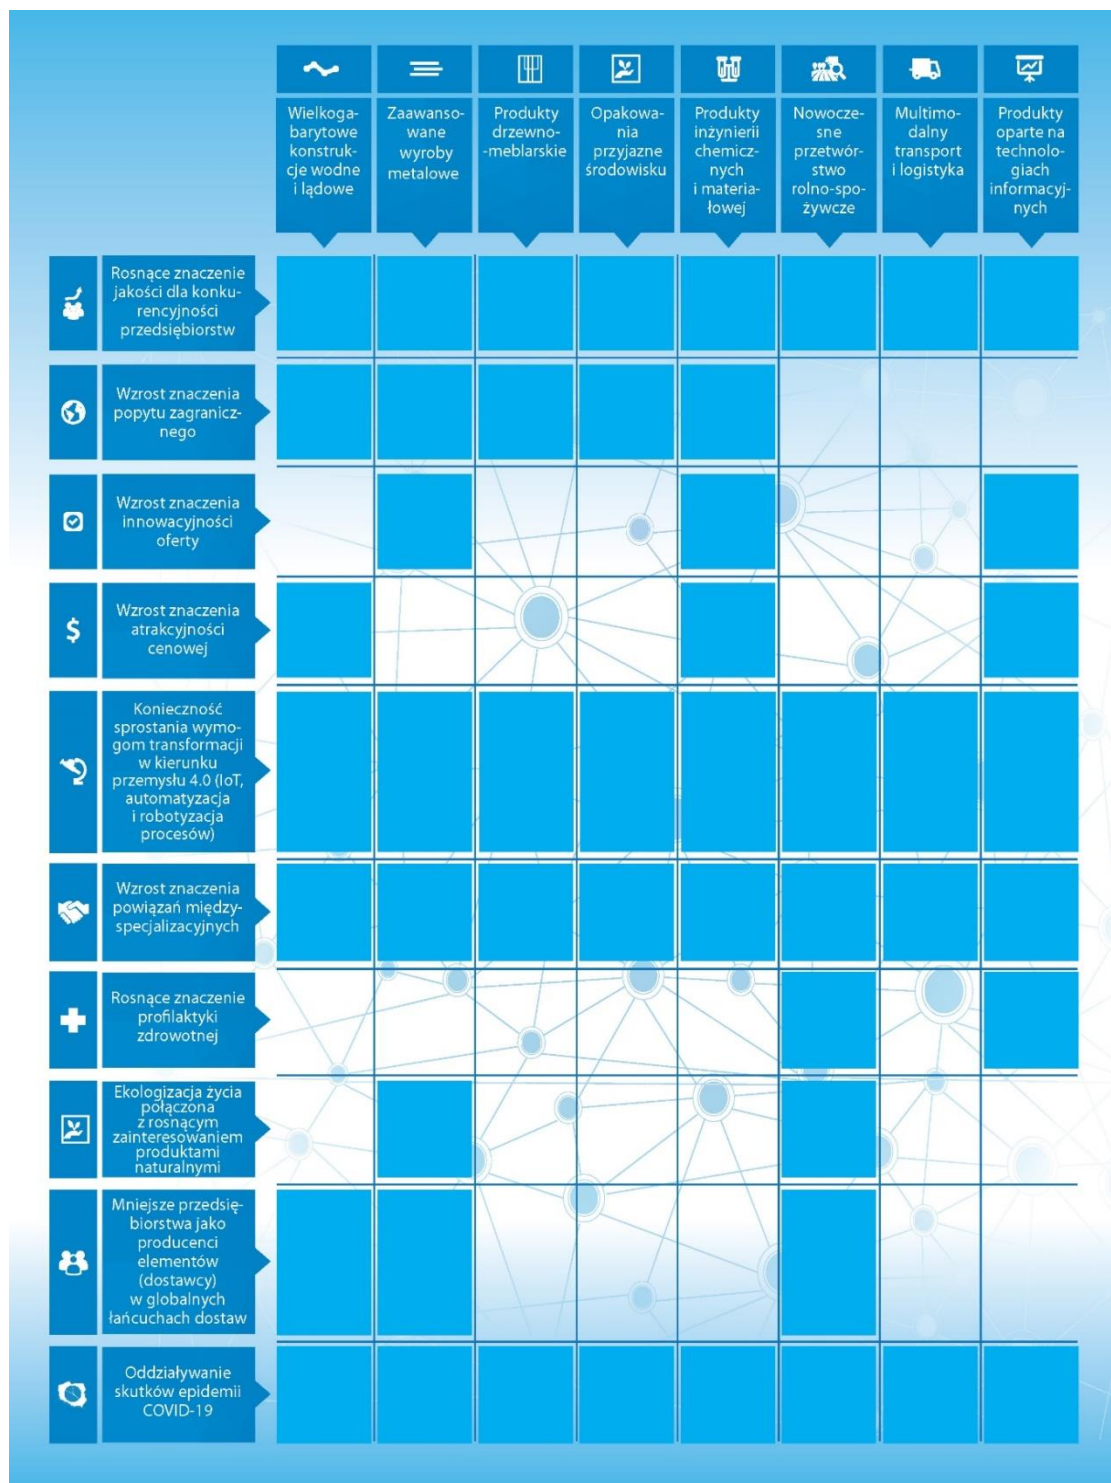 Wielkoga-
barytowe
konstruk-
cje wodne
i lądowe
Zaawanso-
wane
wyroby
metalowe
Produkty
drzewno-
-meblarskie
Opakowa-
nia
przyjazne
środowisku
Produkty
inżynierii
chemicz-
nych
i materia-
łowej
Nowocze-
sne
przetwór-
stwo
rolno-spo-
żywcze
Multimo-
dalny
transport
i logistyka
Produkty
oparte na
technolo-
giach
informacyj-
nych
Rosnące znaczenie
jakości dla konku-
rencyjności
przedsiębiorstw
Wzrost znaczenia
popytu zagranicz-
nego
Wzrost znaczenia
innowacyjności
oferty
$
Wzrost znaczenia
atrakcyjności
cenowej
Konieczność
sprostania wymo-
gom transformacji
w kierunku
przemysłu 4.0 (IoT,
automatyzacja
i robotyzacja
procesów)
Wzrost znaczenia
powiązań między-
specjalizacyjnych
Rosnące znaczenie
profilaktyki
zdrowotnej
Ekologizacja życia
połączona
z rosnącym
zainteresowaniem
produktami
naturalnymi
Mniejsze przedsię-
biorstwa jako
producenci
elementów
(dostawcy)
w globalnych
łańcuchach dostaw
Oddziaływanie
skutków epidemii
COVID-19